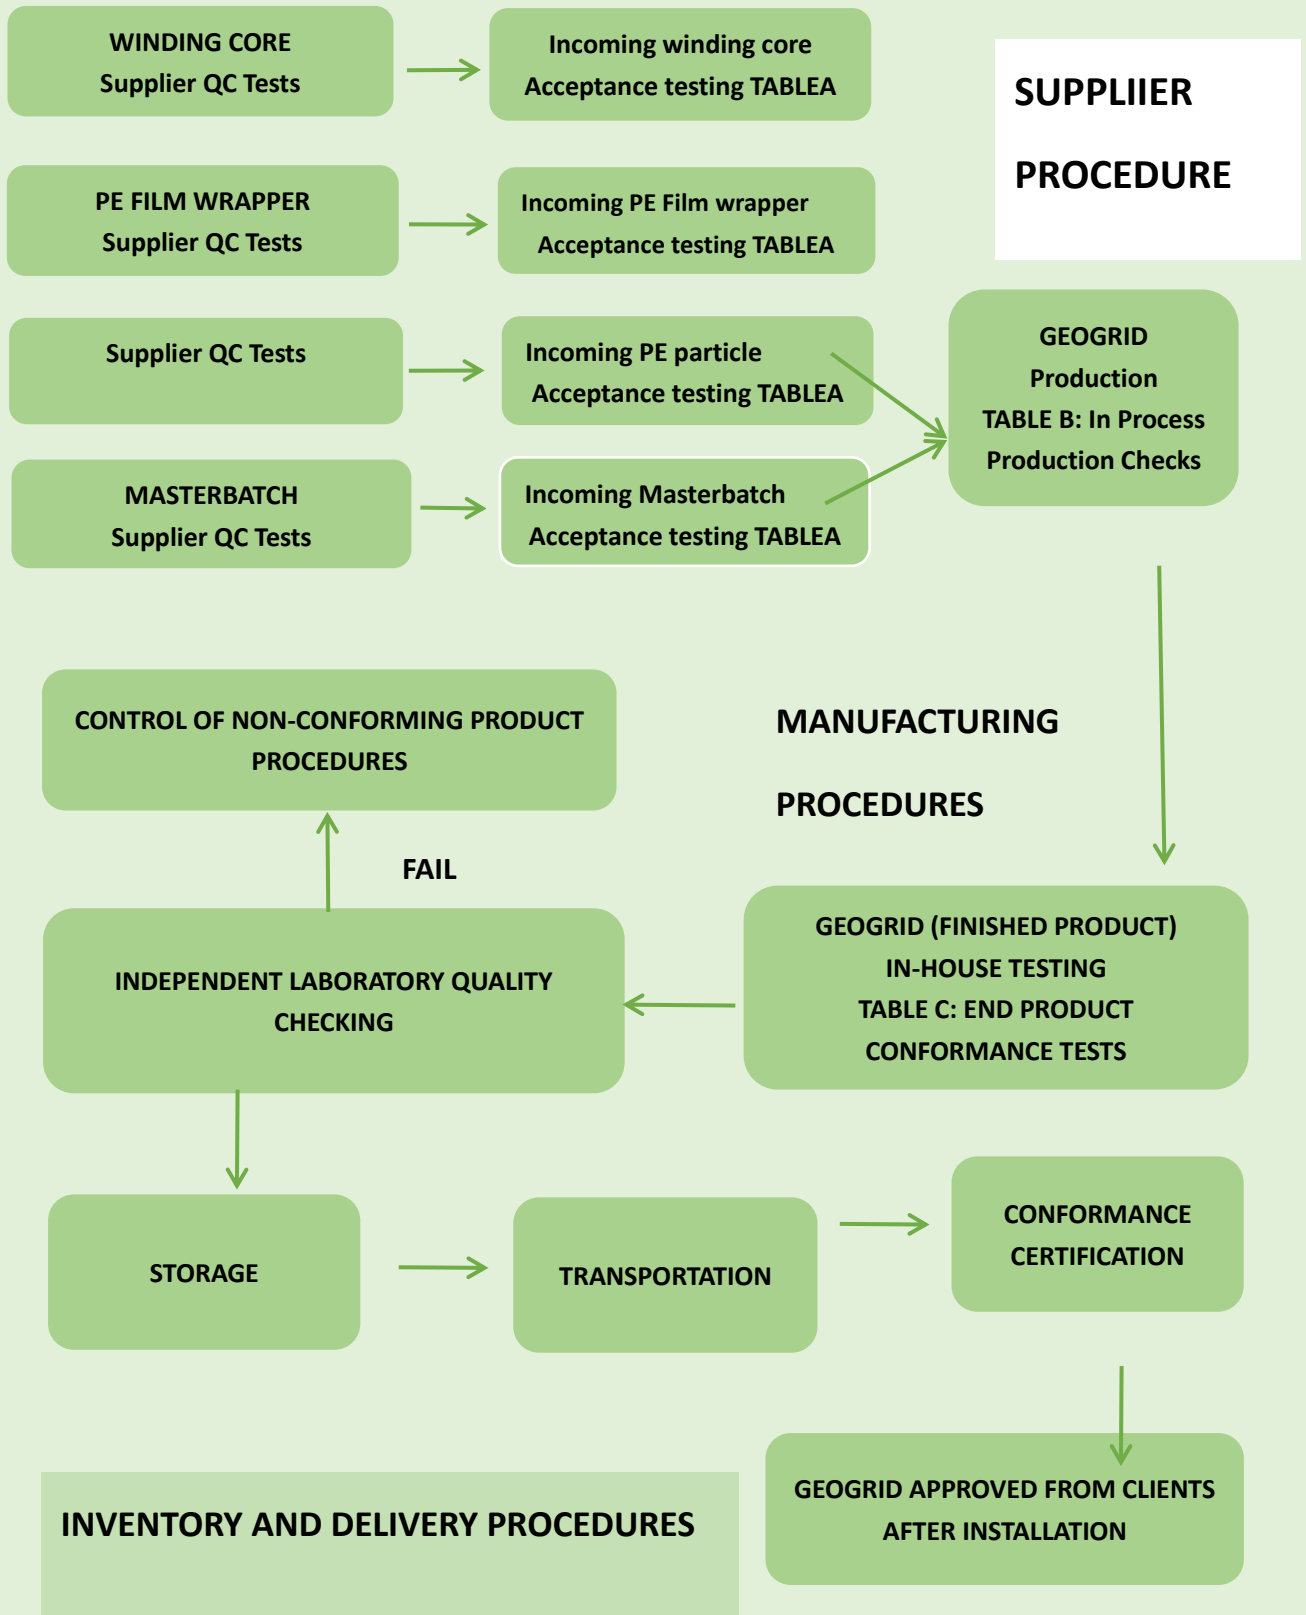 WINDING CORE
Supplier QC Tests
Incoming winding core
Acceptance testing TABLEA
SUPPLIIER
PROCEDURE
PE FILM WRAPPER
Supplier QC Tests
Incoming PE Film wrapper
Acceptance testing TABLEA
Supplier QC Tests
Incoming PE particle
Acceptance testing TABLEA
GEOGRID
Production
TABLE B: In Process
Production Checks
MASTERBATCH
Supplier QC Tests
Incoming Masterbatch
Acceptance testing TABLEA
CONTROL OF NON-CONFORMING PRODUCT
PROCEDURES
MANUFACTURING
PROCEDURES
FAIL
INDEPENDENT LABORATORY QUALITY
CHECKING
GEOGRID (FINISHED PRODUCT)
IN-HOUSE TESTING
TABLE C: END PRODUCT
CONFORMANCE TESTS
STORAGE
TRANSPORTATION
CONFORMANCE
CERTIFICATION
INVENTORY AND DELIVERY PROCEDURES
GEOGRID APPROVED FROM CLIENTS
AFTER INSTALLATION